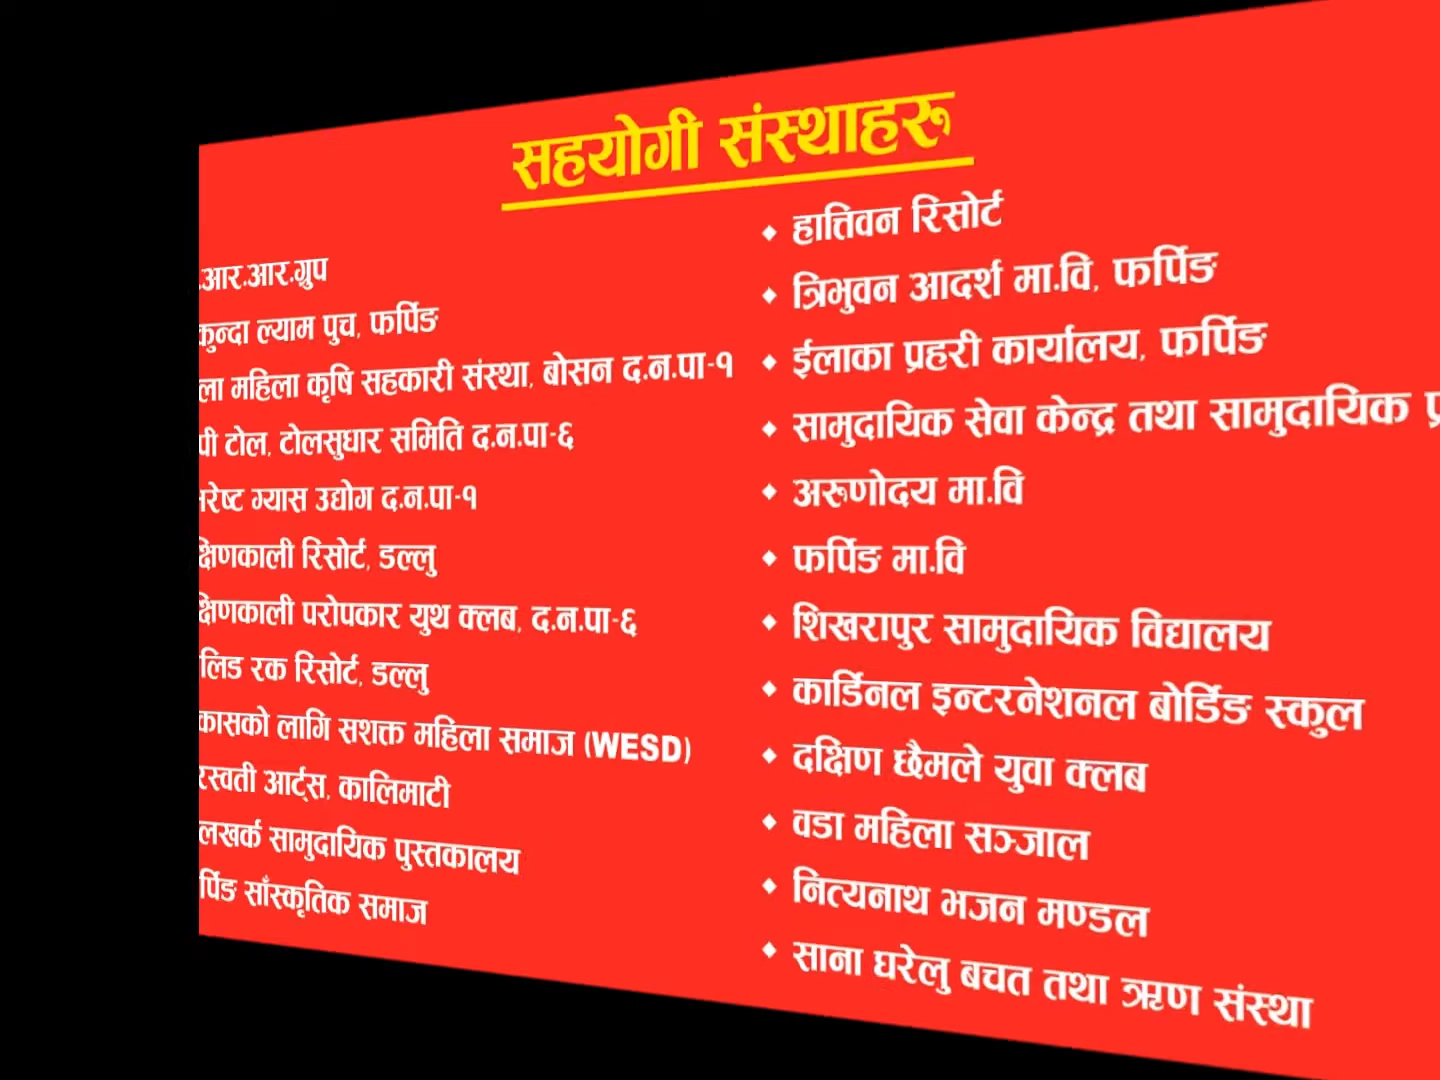 सहयोगी संस्थाहरू
.आर.आर.ग्रुप
कुन्दा ल्याम पुच, फर्पिङ
ला महिला कृषि सहकारी संस्था, बोसन द.न.पा-१
पी टोल, टोलसुधार समिति द.न.पा-६
रेष्ट ग्यास उद्योग द.न.पा-१
क्षिणकाली रिसोर्ट, डल्लु
क्षिणकाली परोपकार युथ क्लब, द.न.पा-६
लिड रक रिसोर्ट, डल्लु
कासको लागि सशक्त महिला समाज (WESD)
रस्वती आर्ट्स, कालिमाटी
लखर्क सामुदायिक पुस्तकालय
र्पिङ साँस्कृतिक समाज
हात्तिवन रिसोर्ट
त्रिभुवन आदर्श मा.वि, फर्पिङ
ईलाका प्रहरी कार्यालय, फर्पिङ
सामुदायिक सेवा केन्द्र तथा सामुदायिक प्र
अरुणोदय मा.वि
फर्पिङ मा.वि
शिखरापुर सामुदायिक विद्यालय
कार्डिनल इन्टरनेशनल बोर्डिङ स्कुल
दक्षिण छैमले युवा क्लब
वडा महिला सञ्जाल
नित्यनाथ भजन मण्डल
साना घरेलु बचत तथा ऋण संस्था